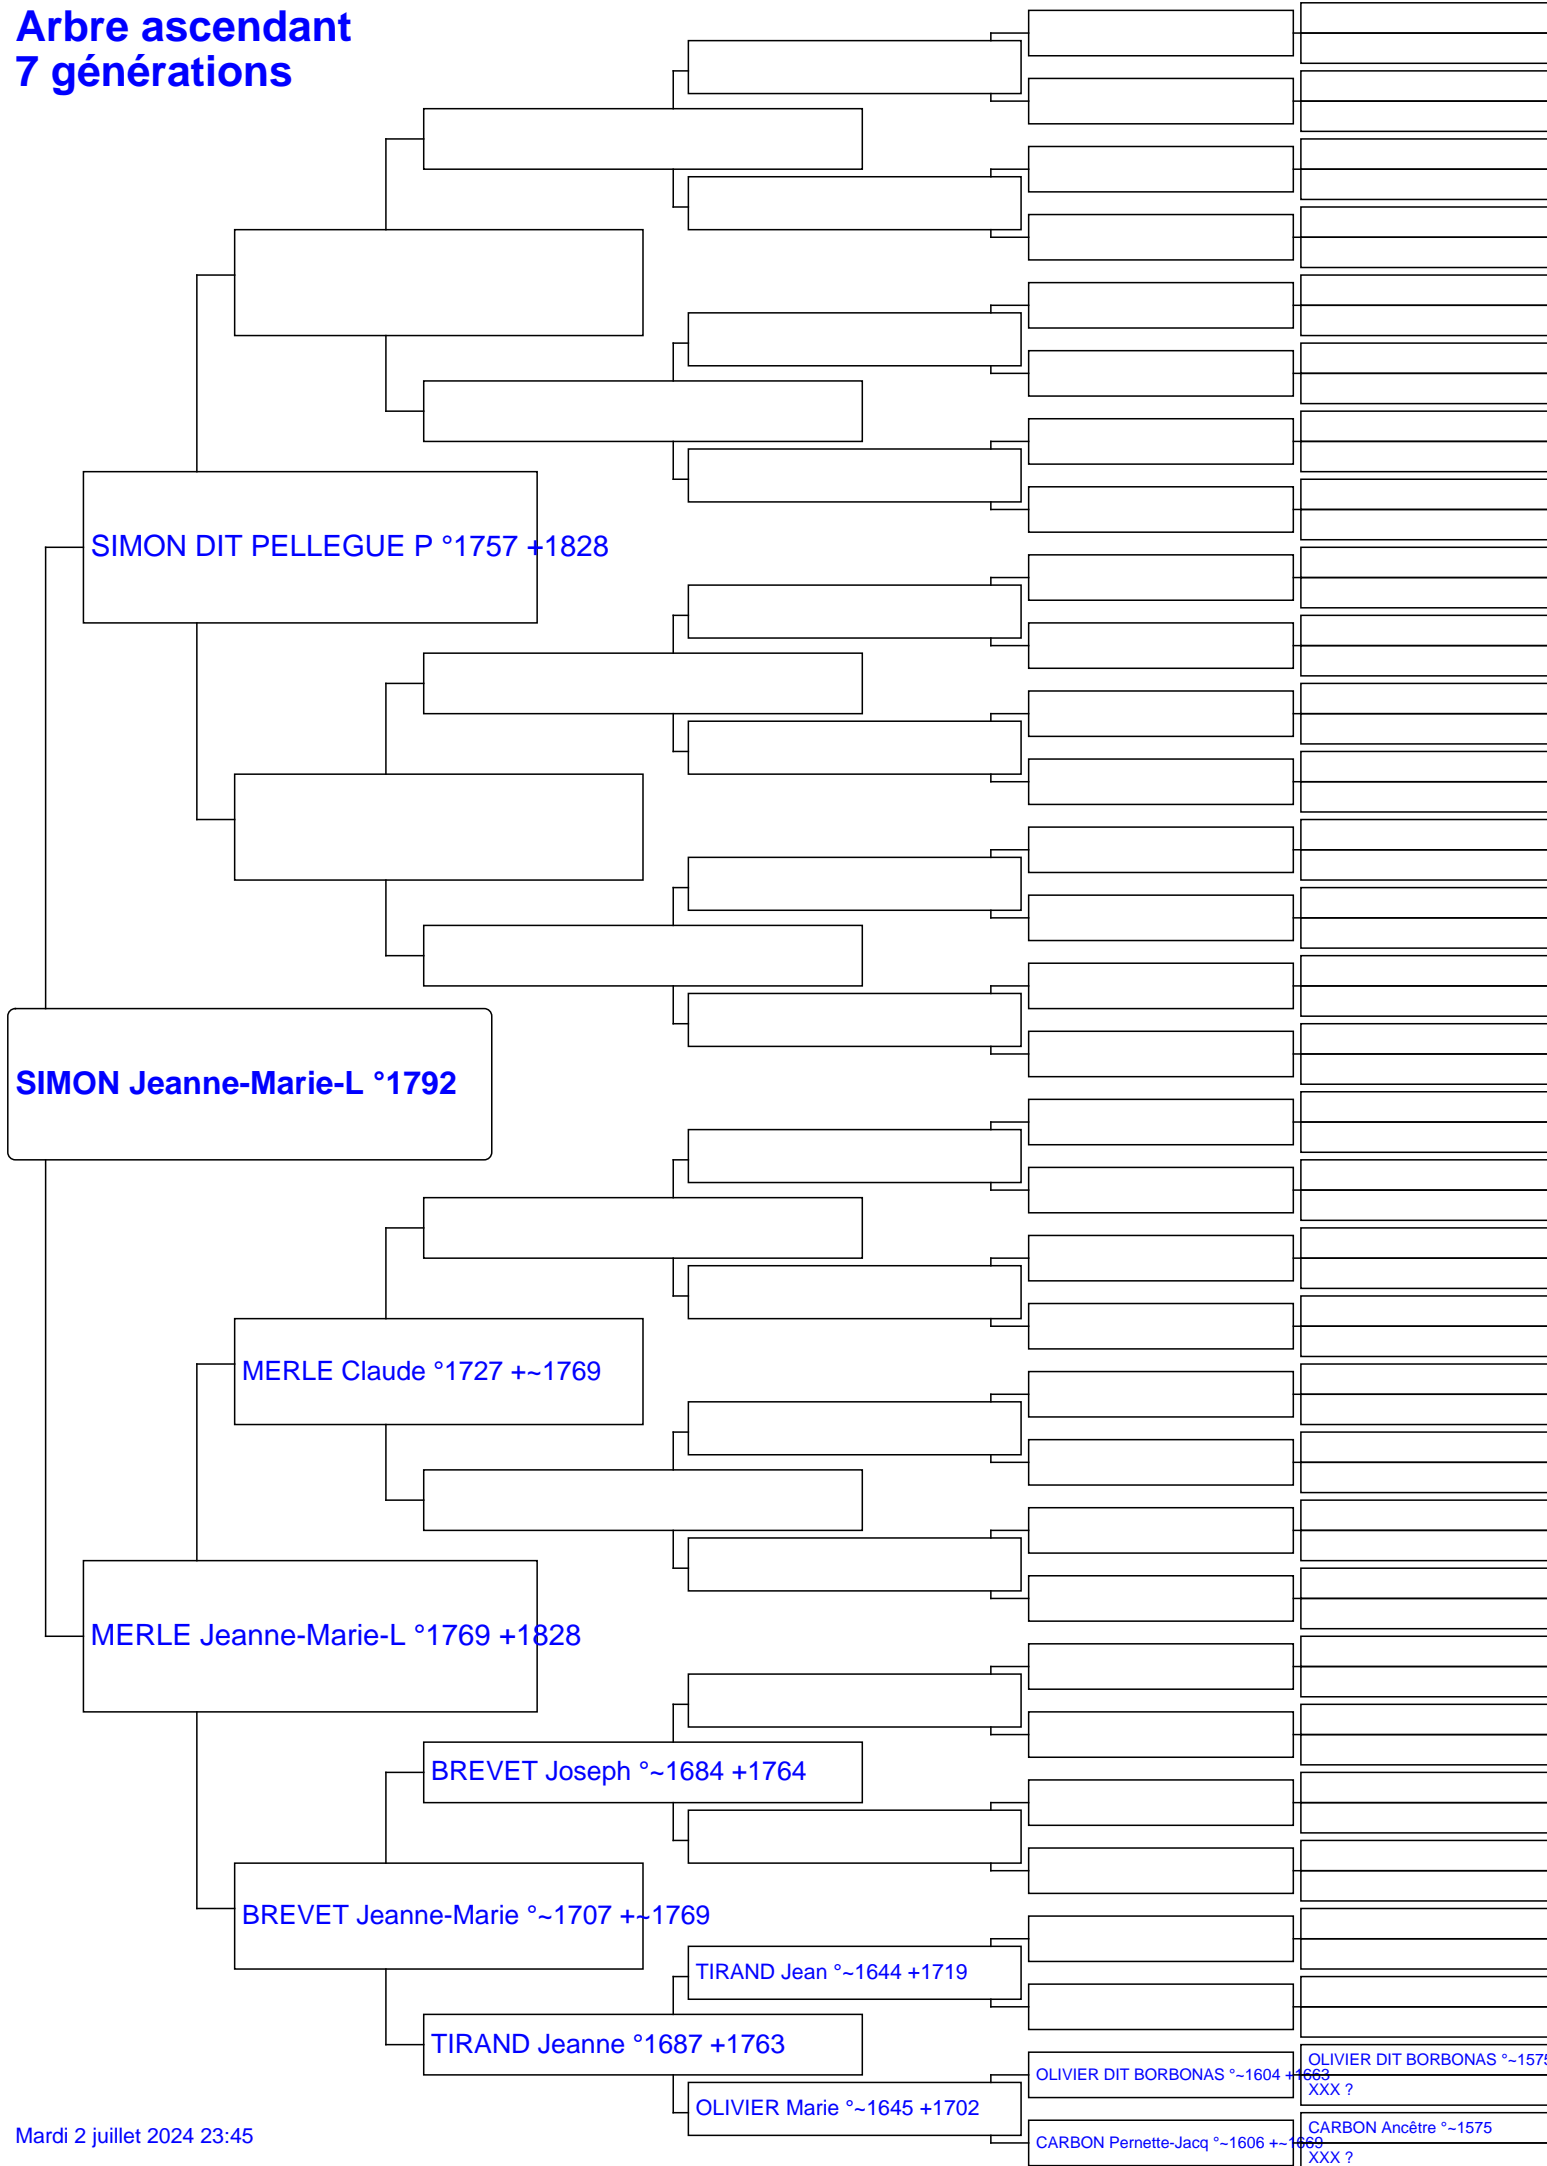 Arbre ascendant
7 générations
SIMON DIT PELLEGUE P °1757 +1828
SIMON Jeanne-Marie-L °1792
MERLE Claude °1727 +~1769
MERLE Jeanne-Marie-L °1769 +1828
BREVET Joseph °~1684 +1764
BREVET Jeanne-Marie °~1707 +~1769
TIRAND Jean °~1644 +1719
TIRAND Jeanne °1687 +1763
OLIVIER DIT BORBONAS °~1575
OLIVIER DIT BORBONAS °~1604 +1663
XXX ?
OLIVIER Marie °~1645 +1702
CARBON Ancêtre °~1575
CARBON Pernette-Jacq °~1606 +~1669
XXX ?
Mardi 2 juillet 2024 23:45